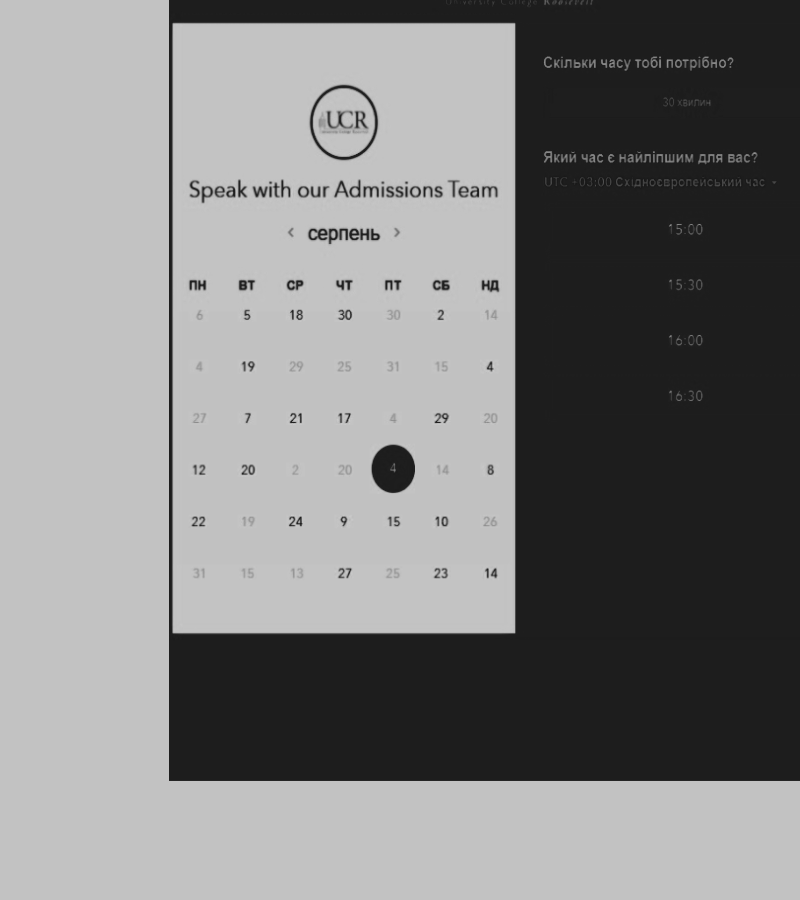 University College Roosevelt
UCR
Speak with our Admissions Team
‹ серпень ›
ПН ВТ СР ЧТ ПТ СБ НД
6 5 18 30 30 2 14
4 19 29 25 31 15 4
27 7 21 17 4 29 20
12 20 2 20 4 14 8
22 19 24 9 15 10 26
31 15 13 27 25 23 14
Скільки часу тобі потрібно?
30 хвилин
Який час є найліпшим для вас?
UTC +03:00 Східноєвропейський час
15:00
15:30
16:00
16:30